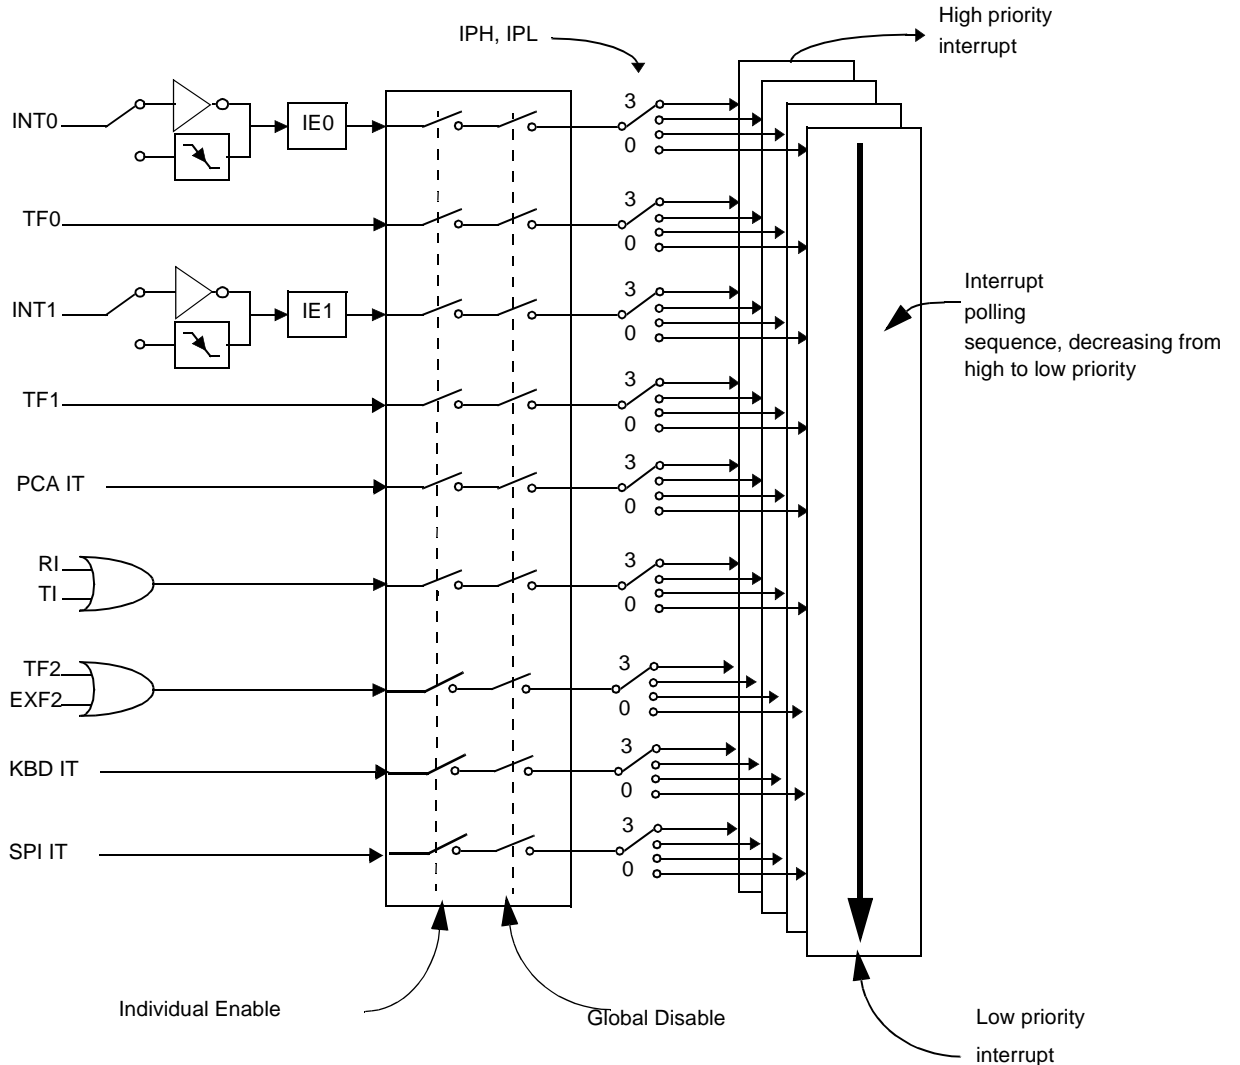 High priority
interrupt
IPH, IPL
INT0
IE0
3
0
TF0
3
0
INT1
IE1
3
0
Interrupt
polling
sequence, decreasing from
high to low priority
TF1
3
0
PCA IT
3
0
RI
TI
3
0
TF2
EXF2
3
0
KBD IT
3
0
SPI IT
3
0
Individual Enable
Global Disable
Low priority
interrupt